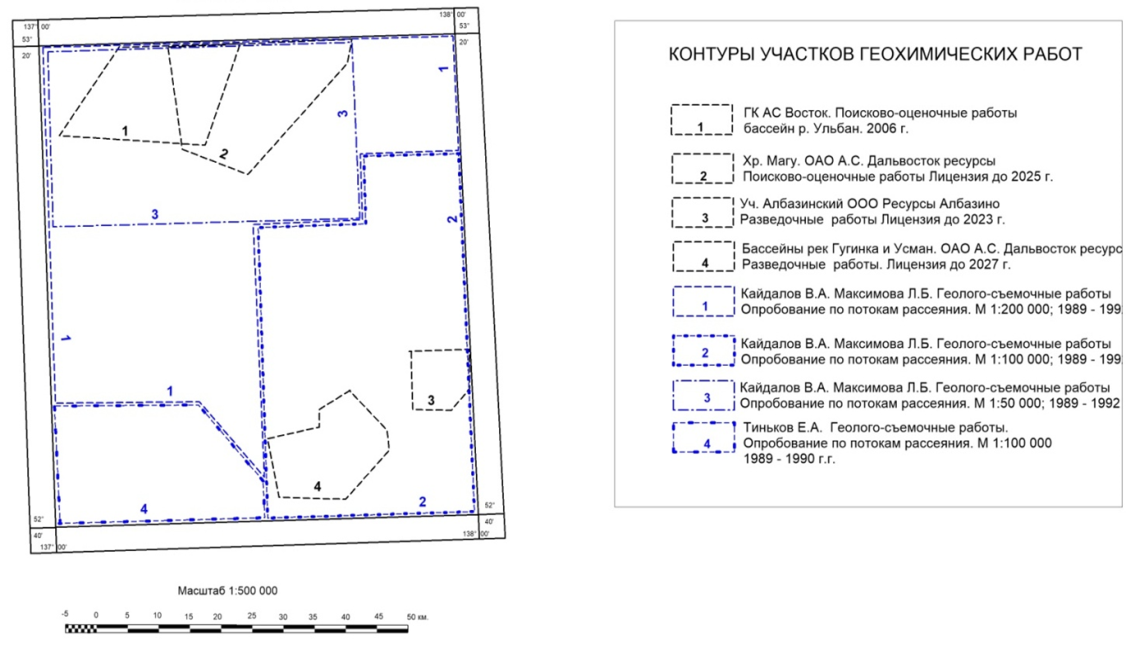 137° 00'
138° 00'
53°
20'
53°
20'
1
3
1
2
3
2
1
1
3
4
4
2
52°
40'
52°
40'
137° 00'
138° 00'
Масштаб 1:500 000
-5 0 5 10 15 20 25 30 35 40 45 50 км.
КОНТУРЫ УЧАСТКОВ ГЕОХИМИЧЕСКИХ РАБОТ
1 ГК АС Восток. Поисково-оценочные работы
бассейн р. Ульбан. 2006 г.
2 Хр. Магу. ОАО А.С. Дальвосток ресурсы
Поисково-оценочные работы Лицензия до 2025 г.
3 Уч. Албазинский ООО Ресурсы Албазино
Разведочные работы Лицензия до 2023 г.
4 Бассейны рек Гугинка и Усман. ОАО А.С. Дальвосток ресурс
Разведочные работы. Лицензия до 2027 г.
1 Кайдалов В.А. Максимова Л.Б. Геолого-съемочные работы
Опробование по потокам рассеяния. М 1:200 000; 1989 - 199
2 Кайдалов В.А. Максимова Л.Б. Геолого-съемочные работы
Опробование по потокам рассеяния. М 1:100 000; 1989 - 199
3 Кайдалов В.А. Максимова Л.Б. Геолого-съемочные работы
Опробование по потокам рассеяния. М 1:50 000; 1989 - 1992
4 Тиньков Е.А. Геолого-съемочные работы.
Опробование по потокам рассеяния. М 1:100 000
1989 - 1990 г.г.